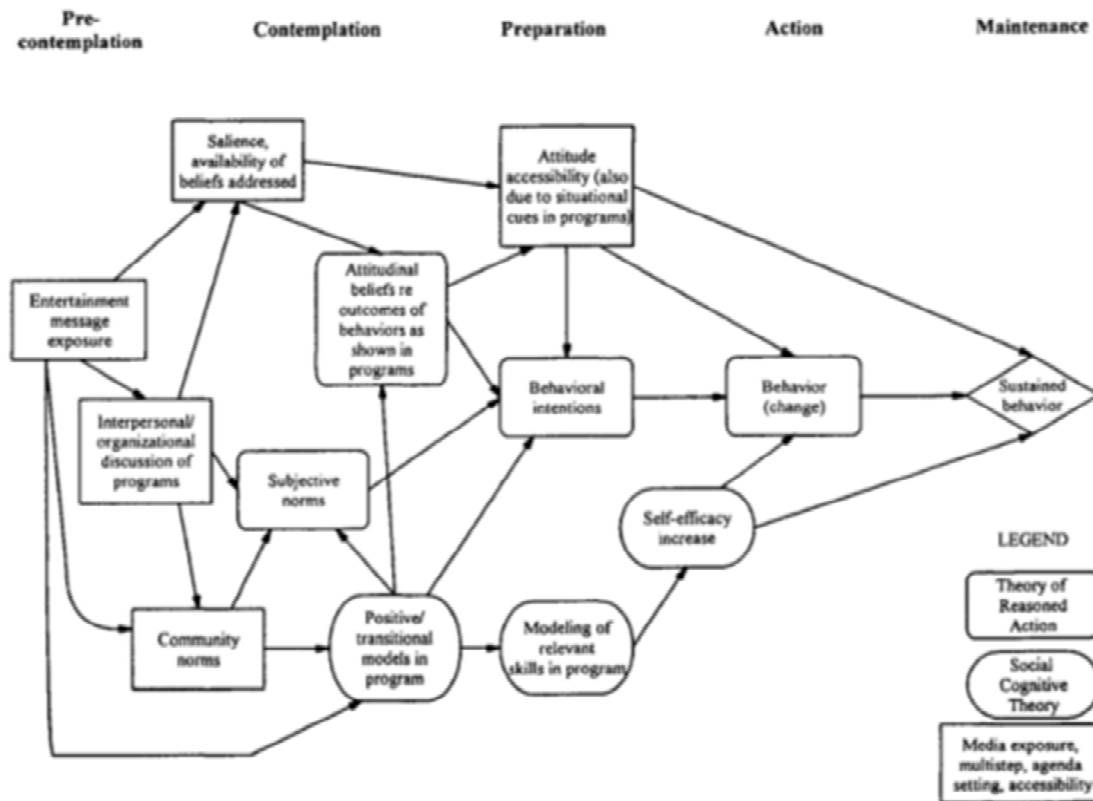 Pre-
contemplation
Contemplation
Preparation
Action
Maintenance
Salience,
availability of
beliefs addressed
Attitude
accessibility (also
due to situational
cues in programs)
Entertainment
message
exposure
Attitudinal
beliefs re
outcomes of
behaviors as
shown in
programs
Behavioral
intentions
Behavior
(change)
Sustained
behavior
Interpersonal/
organizational
discussion of
programs
Subjective
norms
Self-efficacy
increase
Community
norms
Positive/
transitional
models in
program
Modeling of
relevant
skills in program
LEGEND
Theory of
Reasoned
Action
Social
Cognitive
Theory
Media exposure,
multistep, agenda
setting, accessibility